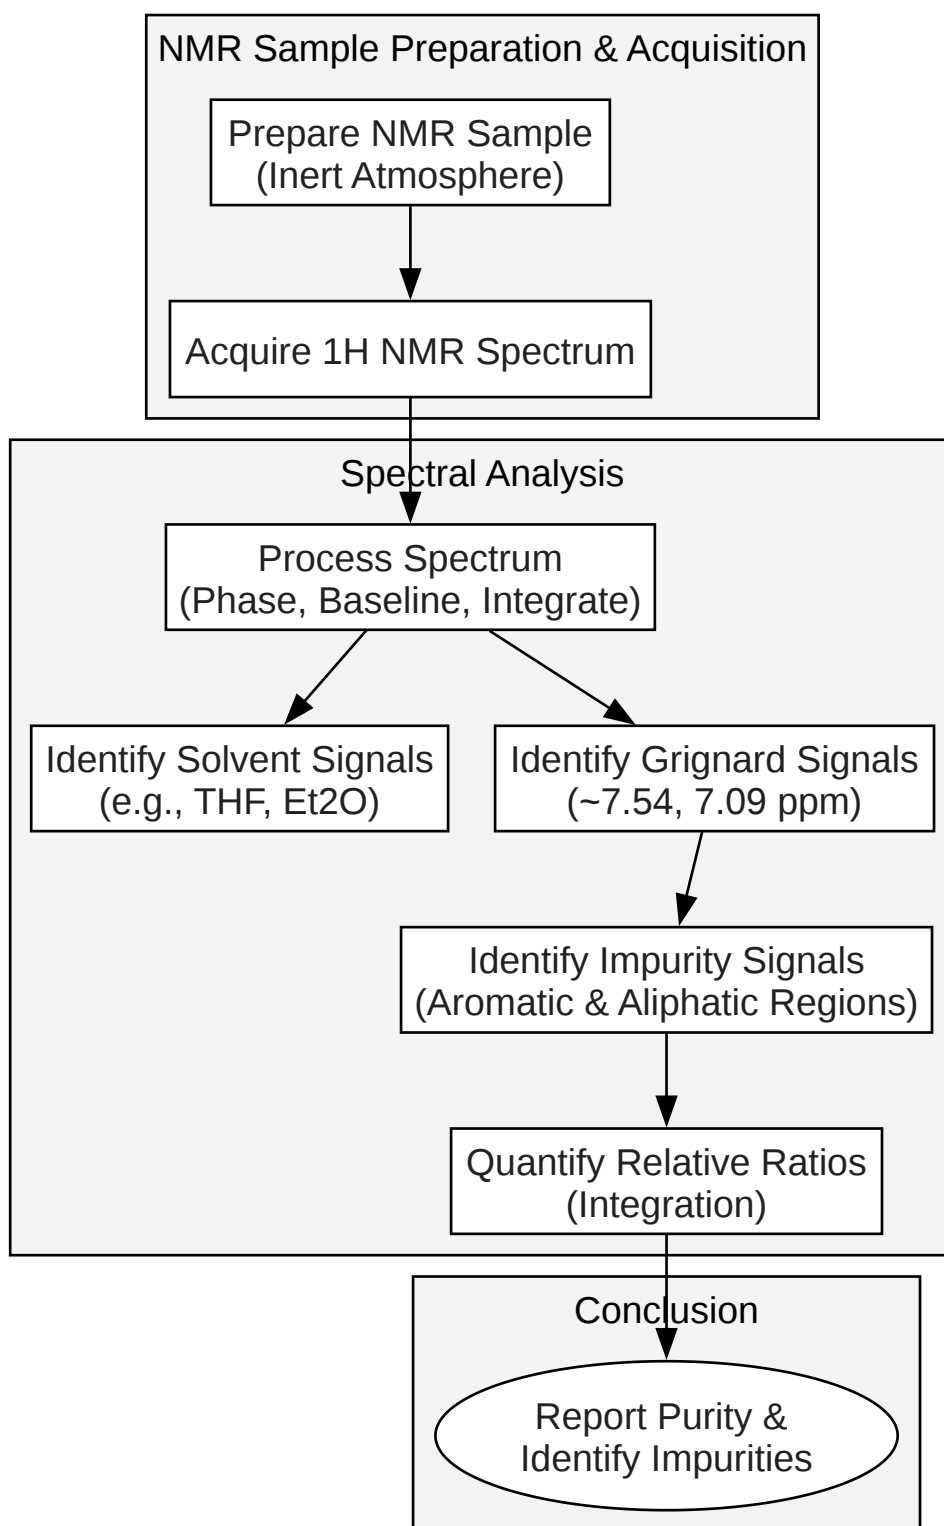 NMR Sample Preparation & Acquisition
Prepare NMR Sample
(Inert Atmosphere)
Acquire 1H NMR Spectrum
Spectral Analysis
Process Spectrum
(Phase, Baseline, Integrate)
Identify Solvent Signals
(e.g., THF, Et2O)
Identify Grignard Signals
(~7.54, 7.09 ppm)
Identify Impurity Signals
(Aromatic & Aliphatic Regions)
Quantify Relative Ratios
(Integration)
Conclusion
Report Purity &
Identify Impurities